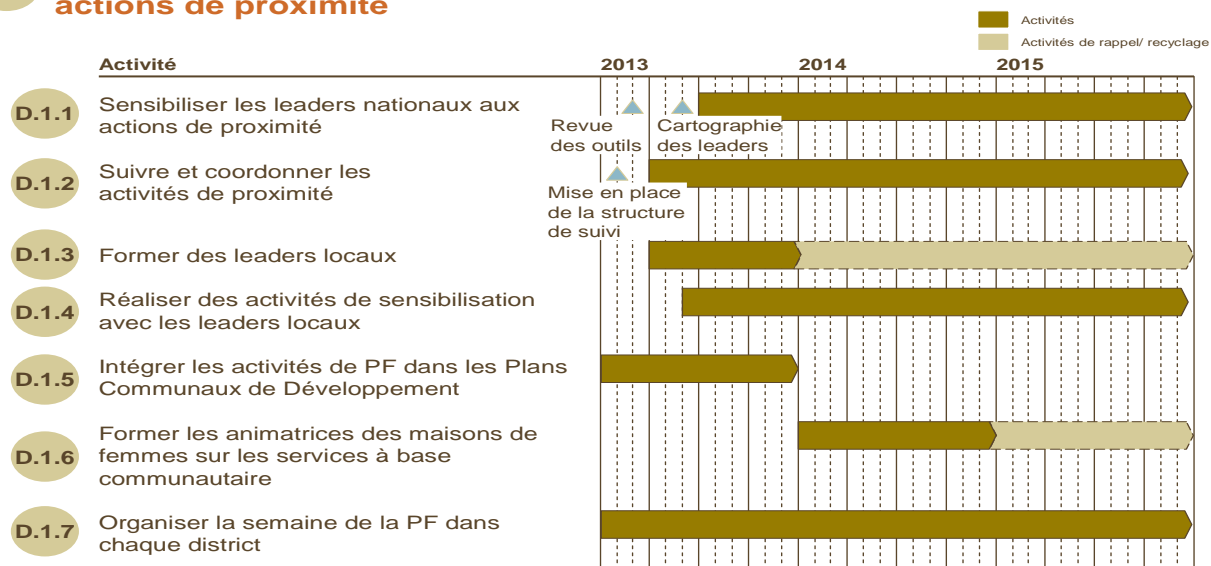 actions de proximité
Activités
Activités de rappel/ recyclage
Activité 2013 2014 2015
D.1.1
Sensibiliser les leaders nationaux aux
actions de proximité
Revue
des outils
Cartographie
des leaders
D.1.2
Suivre et coordonner les
activités de proximité
Mise en place
de la structure
de suivi
D.1.3
Former des leaders locaux
D.1.4
Réaliser des activités de sensibilisation
avec les leaders locaux
D.1.5
Intégrer les activités de PF dans les Plans
Communaux de Développement
D.1.6
Former les animatrices des maisons de
femmes sur les services à base
communautaire
D.1.7
Organiser la semaine de la PF dans
chaque district